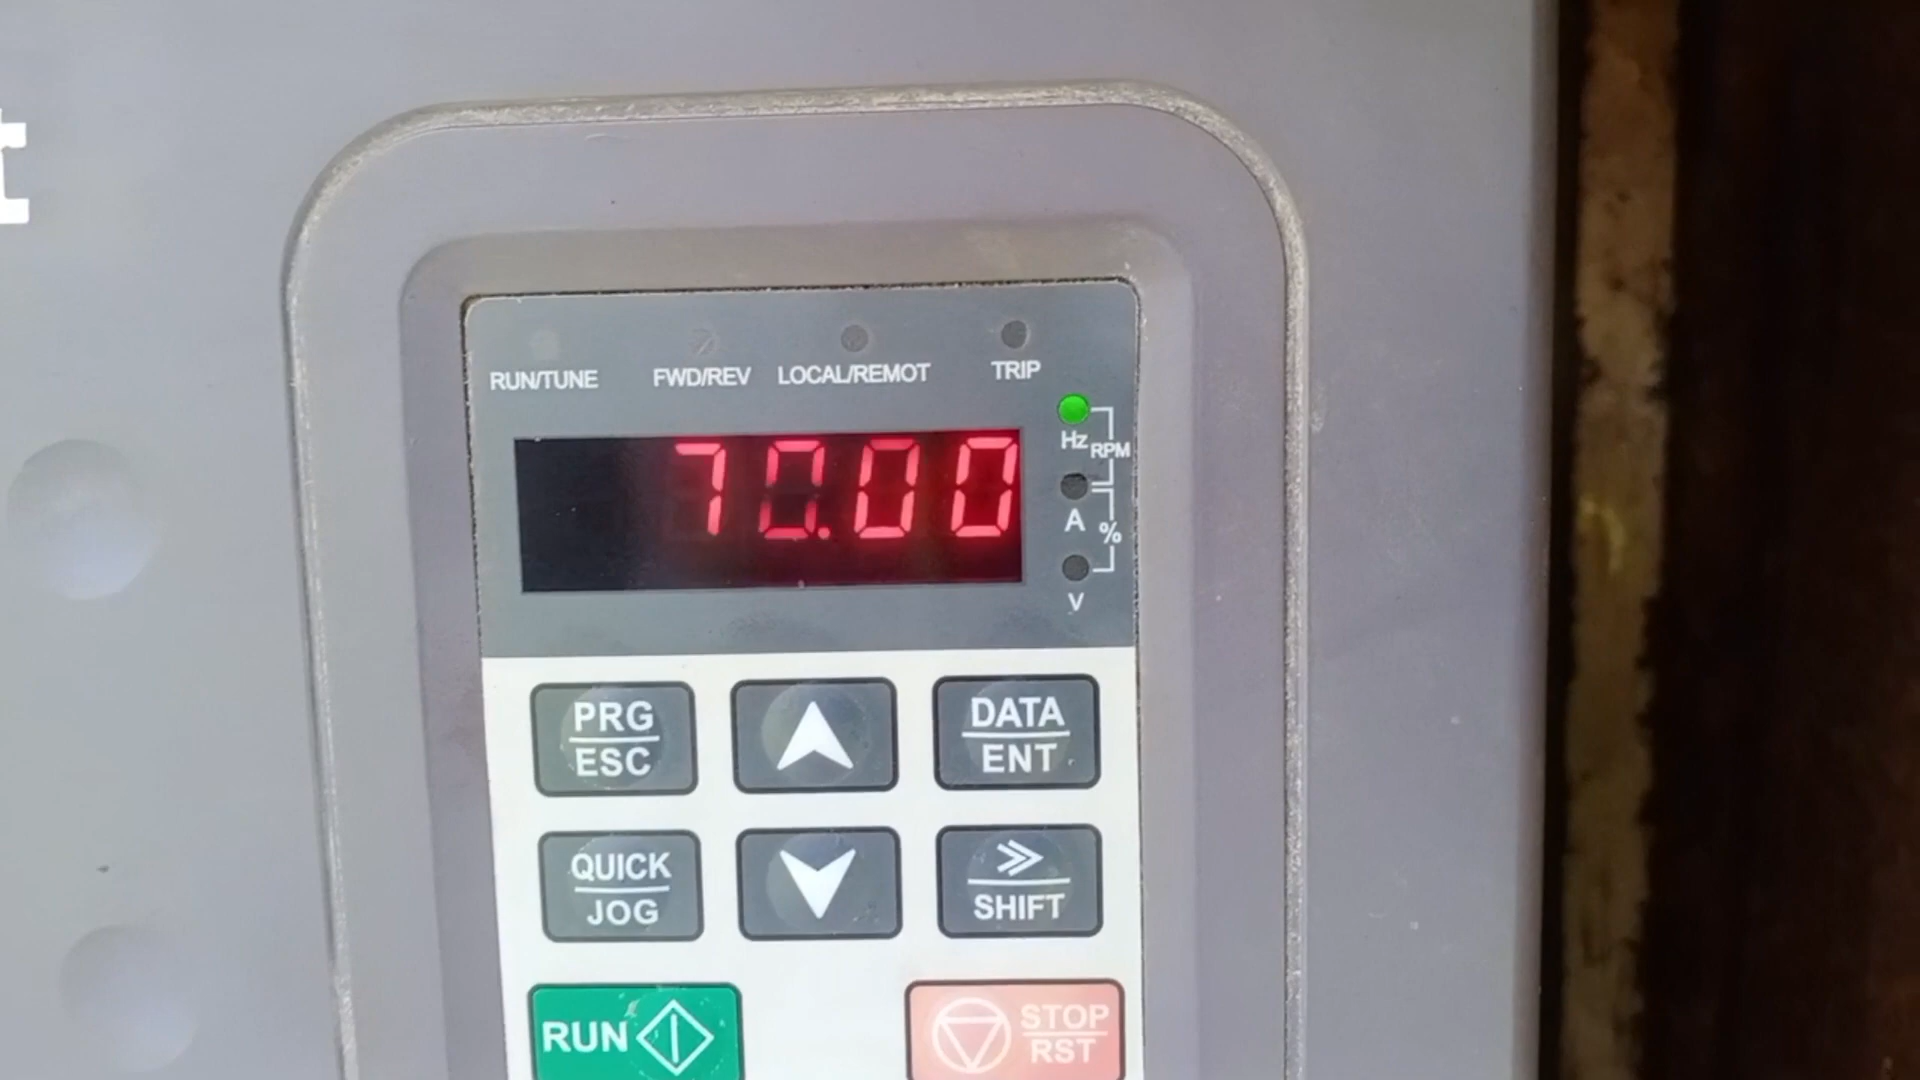 RUN/TUNE FWD/REV LOCAL/REMOT TRIP
Hz RPM
70.00
A %
V
PRG
ESC
DATA
ENT
QUICK
JOG
SHIFT
RUN
STOP
RST